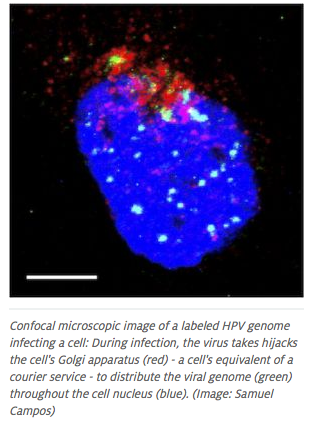 Confocal microscopic image of a labeled HPV genome
infecting a cell: During infection, the virus takes hijacks
the cell's Golgi apparatus (red) - a cell's equivalent of a
courier service - to distribute the viral genome (green)
throughout the cell nucleus (blue). (Image: Samuel
Campos)